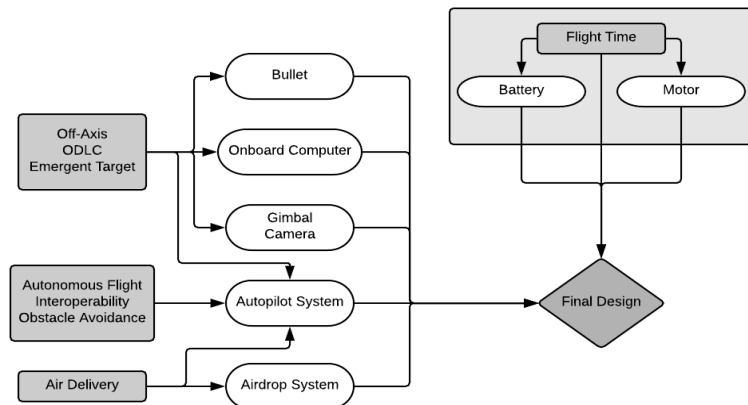 Flight Time
Bullet
Battery
Motor
Off-Axis
ODLC
Emergent Target
Onboard Computer
Gimbal
Camera
Autonomous Flight
Interoperability
Obstacle Avoidance
Autopilot System
Final Design
Air Delivery
Airdrop System